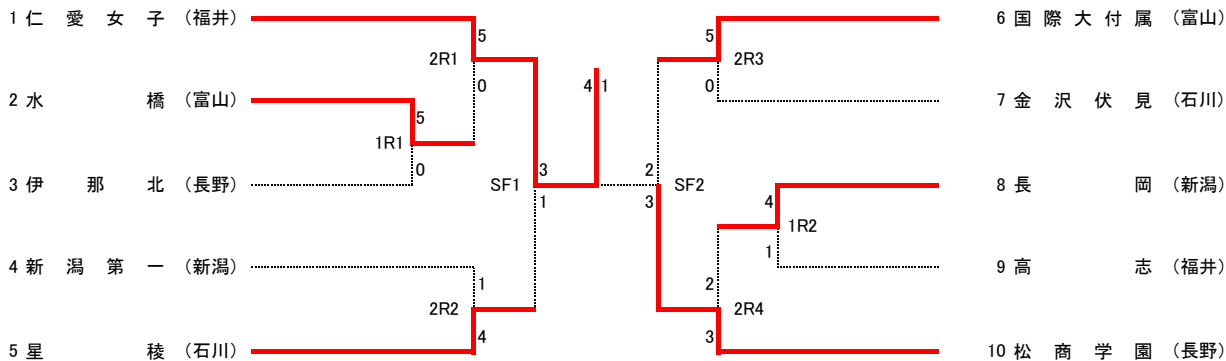 1 仁愛女子 (福井)
2 水橋 (富山)
3 伊那北 (長野)
4 新潟第一 (新潟)
5 星稜 (石川)
5
2R1
0
5
1R1
0
3
SF1
1
1
2R2
4
4 1
5
2R3
0
2
SF2
3
4
1R2
1
2
2R4
3
6 国際大付属 (富山)
7 金沢伏見 (石川)
8 長岡 (新潟)
9 高志 (福井)
10 松商学園 (長野)